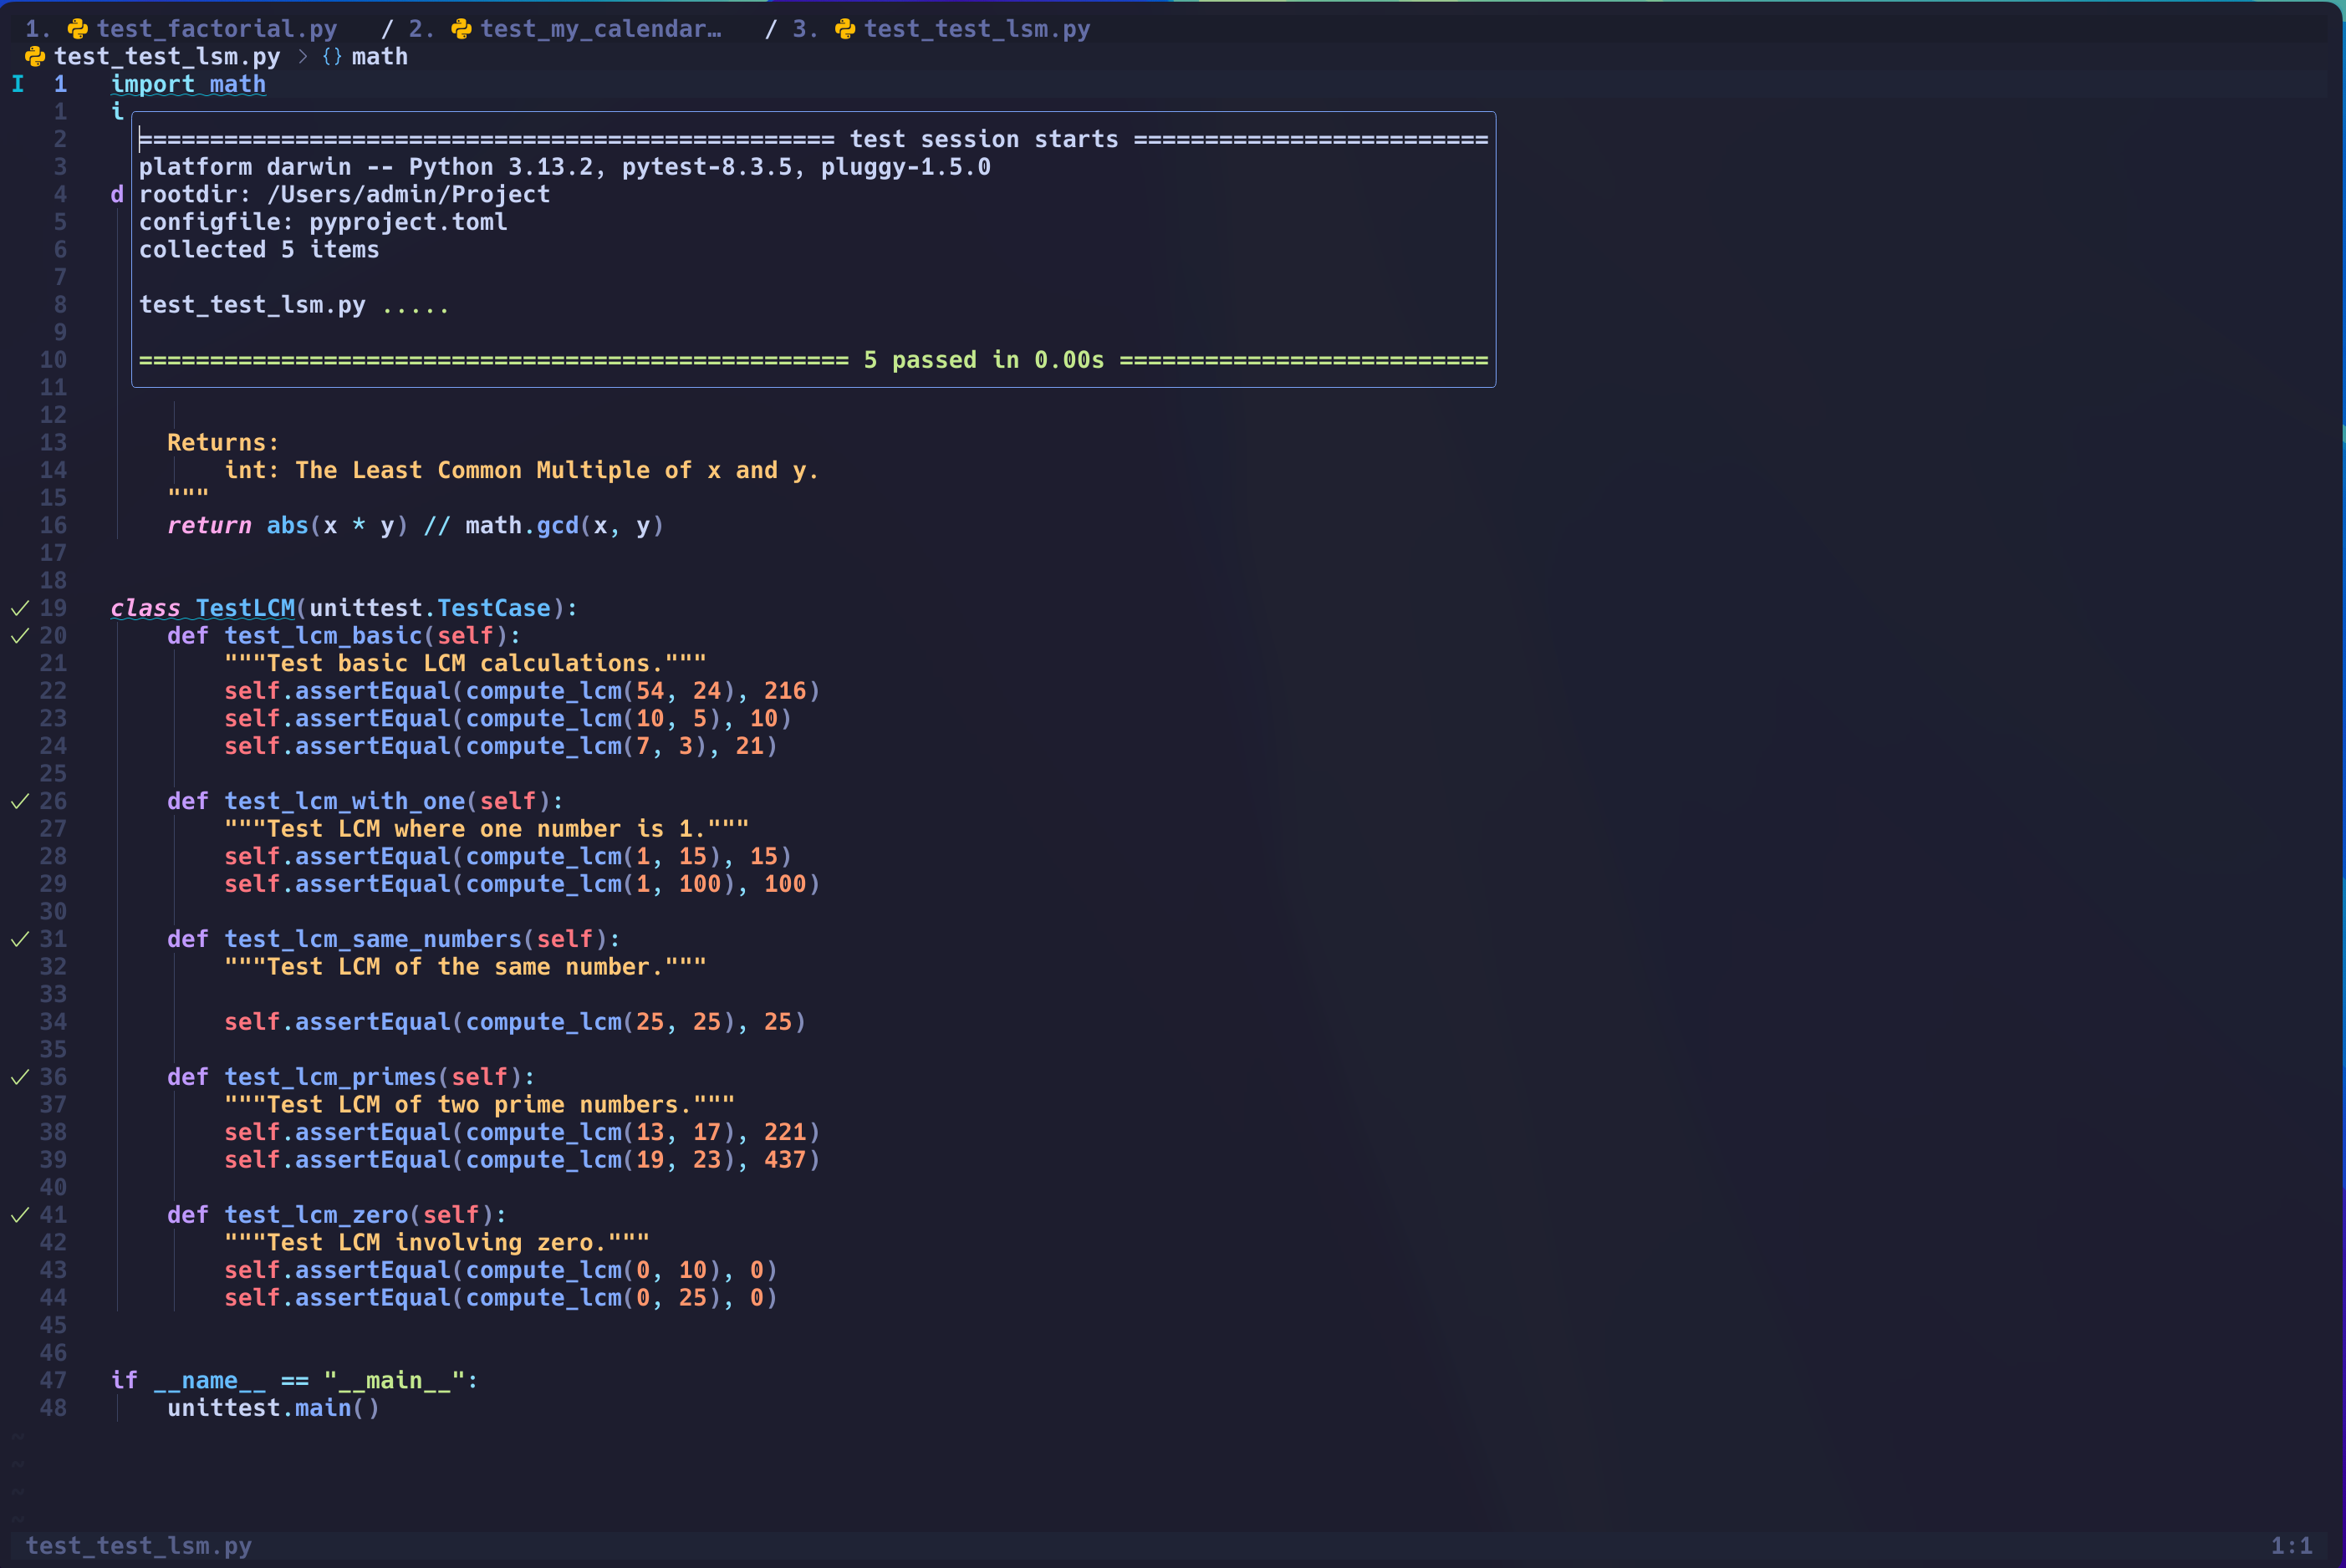 1. test_factorial.py / 2. test_my_calendar… / 3. test_test_lsm.py
test_test_lsm.py > {} math
I 1 import math
1 i
2 ================================================= test session starts =========================
3 platform darwin -- Python 3.13.2, pytest-8.3.5, pluggy-1.5.0
4 d rootdir: /Users/admin/Project
5 configfile: pyproject.toml
6 collected 5 items
7
8 test_test_lsm.py .....
9
10 ================================================== 5 passed in 0.00s ==========================
11
12
13 Returns:
14 int: The Least Common Multiple of x and y.
15 """
16 return abs(x * y) // math.gcd(x, y)
17
18
✓ 19 class TestLCM(unittest.TestCase):
✓ 20 def test_lcm_basic(self):
21 """Test basic LCM calculations."""
22 self.assertEqual(compute_lcm(54, 24), 216)
23 self.assertEqual(compute_lcm(10, 5), 10)
24 self.assertEqual(compute_lcm(7, 3), 21)
25
✓ 26 def test_lcm_with_one(self):
27 """Test LCM where one number is 1."""
28 self.assertEqual(compute_lcm(1, 15), 15)
29 self.assertEqual(compute_lcm(1, 100), 100)
30
✓ 31 def test_lcm_same_numbers(self):
32 """Test LCM of the same number."""
33
34 self.assertEqual(compute_lcm(25, 25), 25)
35
✓ 36 def test_lcm_primes(self):
37 """Test LCM of two prime numbers."""
38 self.assertEqual(compute_lcm(13, 17), 221)
39 self.assertEqual(compute_lcm(19, 23), 437)
40
✓ 41 def test_lcm_zero(self):
42 """Test LCM involving zero."""
43 self.assertEqual(compute_lcm(0, 10), 0)
44 self.assertEqual(compute_lcm(0, 25), 0)
45
46
47 if __name__ == "__main__":
48 unittest.main()
~
~
~
~
test_test_lsm.py 1:1